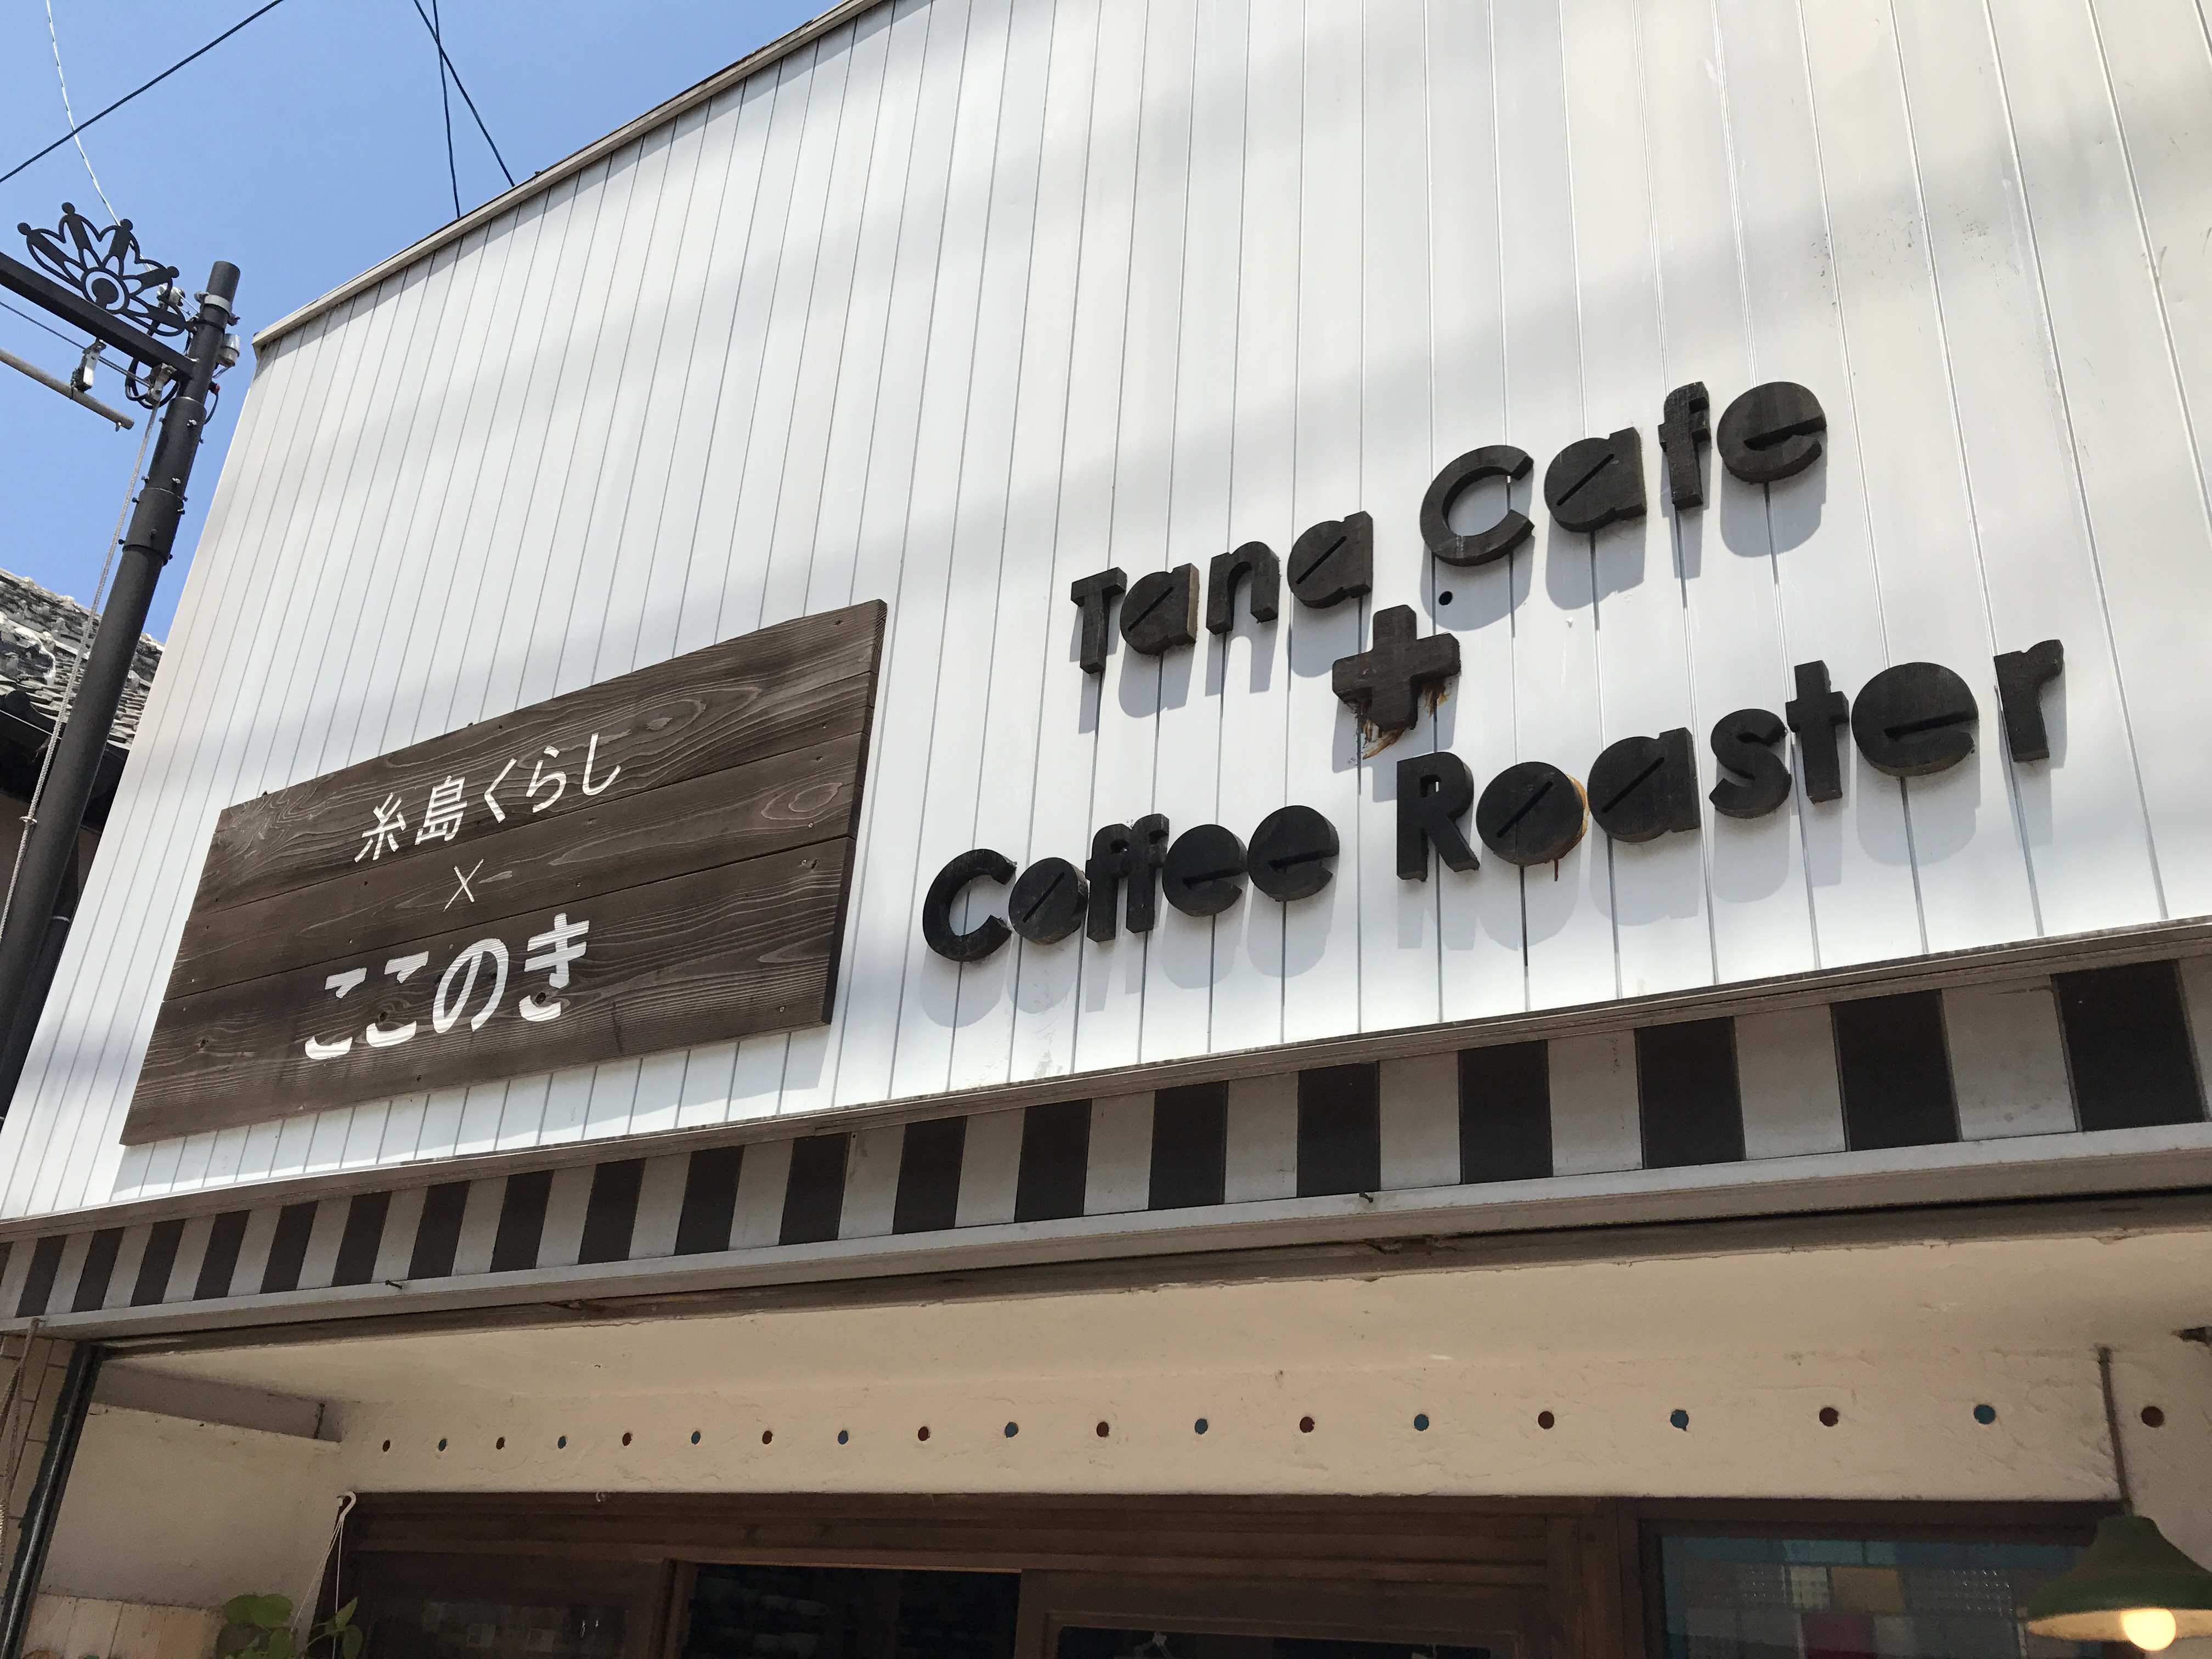 糸島くらし
×
ここのき
Tana Cafe
+
Coffee Roaster